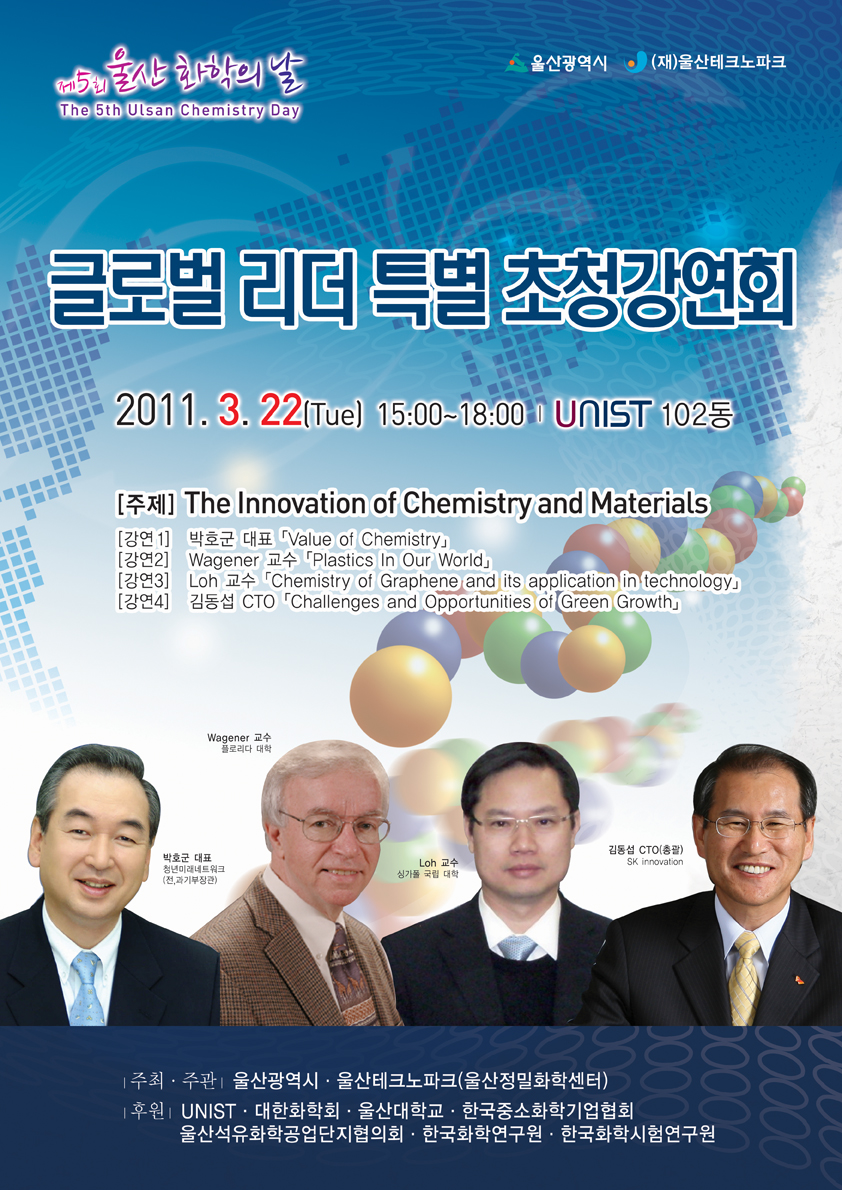 제5회 울산 화학의 날
The 5th Ulsan Chemistry Day
울산광역시 (재)울산테크노파크
글로벌 리더 특별 초청강연회
2011. 3. 22(Tue) 15:00~18:00 | UNIST 102동
[주제] The Innovation of Chemistry and Materials
[강연1] 박호군 대표 「Value of Chemistry」
[강연2] Wagener 교수 「Plastics In Our World」
[강연3] Loh 교수 「Chemistry of Graphene and its application in technology」
[강연4] 김동섭 CTO 「Challenges and Opportunities of Green Growth」
Wagener 교수
플로리다 대학
박호군 대표
청년미래네트워크
(전,과기부장관)
Loh 교수
싱가폴 국립 대학
김동섭 CTO(총괄)
SK innovation
|주최·주관| 울산광역시 · 울산테크노파크(울산정밀화학센터)
|후원| UNIST · 대한화학회 · 울산대학교 · 한국중소화학기업협회
울산석유화학공업단지협의회 · 한국화학연구원 · 한국화학시험연구원